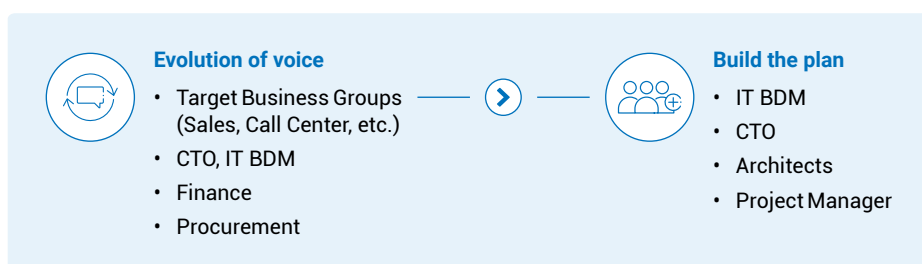 Evolution of voice
• Target Business Groups
(Sales, Call Center, etc.)
• CTO, IT BDM
• Finance
• Procurement
Build the plan
• IT BDM
• CTO
• Architects
• Project Manager